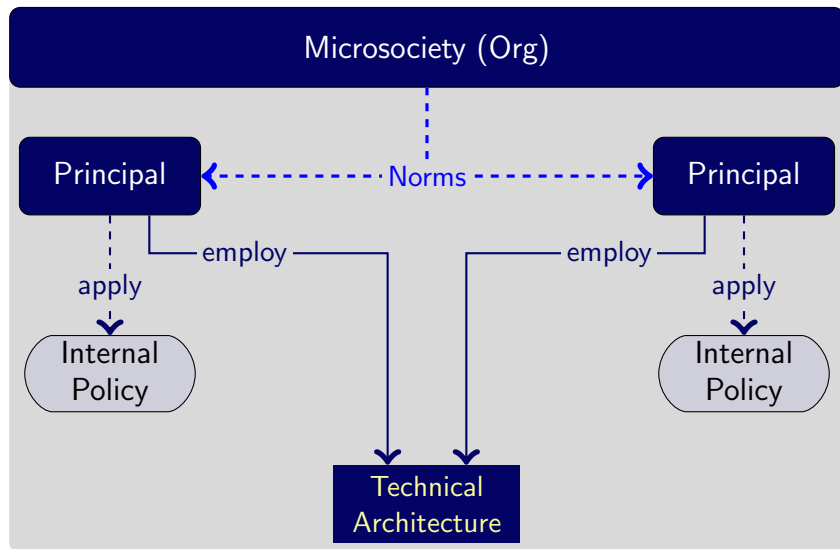 Microsociety (Org)
Principal
Norms
Principal
employ
employ
apply
apply
Internal
Policy
Internal
Policy
Technical
Architecture